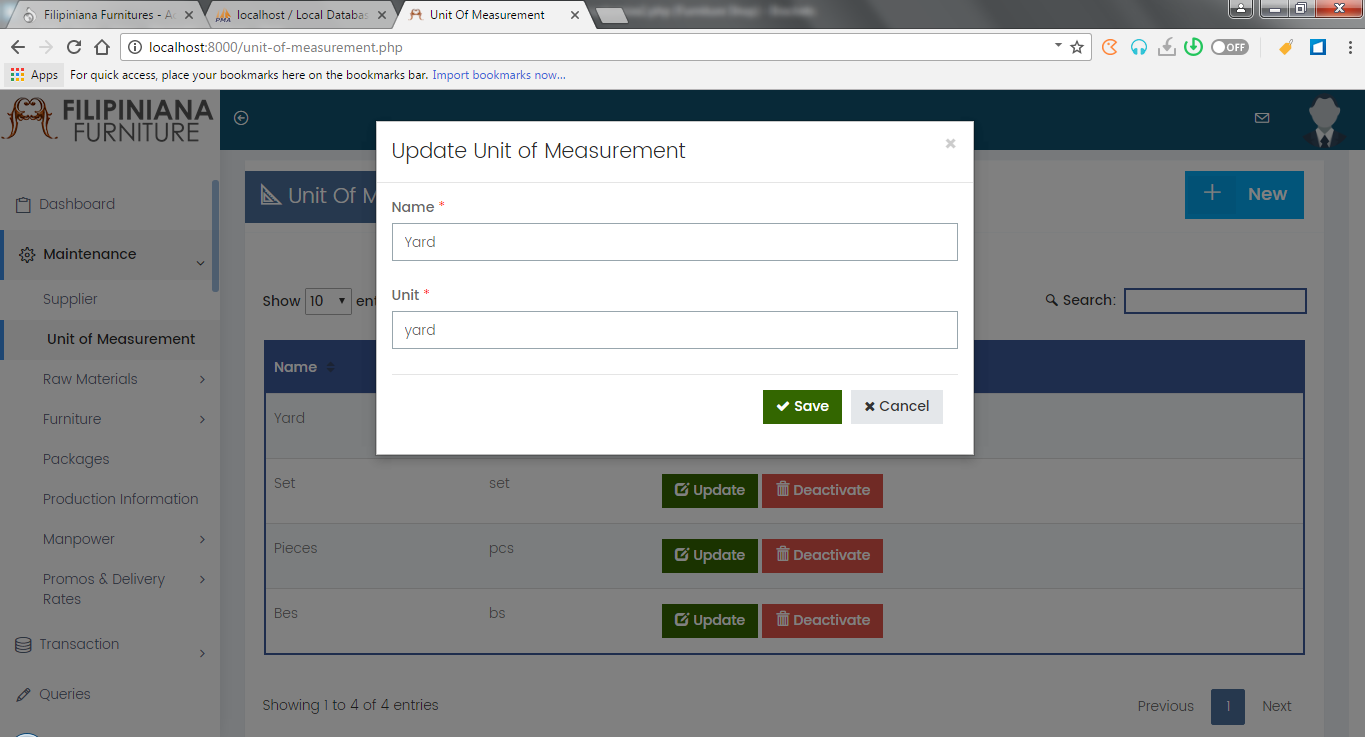 Filipiniana Furnitures - Ac
localhost / Local Databas
Unit Of Measurement
localhost:8000/unit-of-measurement.php
OFF
Apps
For quick access, place your bookmarks here on the bookmarks bar. Import bookmarks now...
FILIPINIANA
FURNITURE
Update Unit of Measurement
Dashboard
Maintenance
Supplier
Unit of Measurement
Raw Materials
Furniture
Packages
Production Information
Manpower
Promos & Delivery
Rates
Transaction
Queries
Unit Of M
New
Name *
Yard
Unit *
yard
Save
Cancel
Show 10 ent
Search:
Name
Yard
Set set Update Deactivate
Pieces pcs Update Deactivate
Bes bs Update Deactivate
Showing 1 to 4 of 4 entries
Previous 1 Next